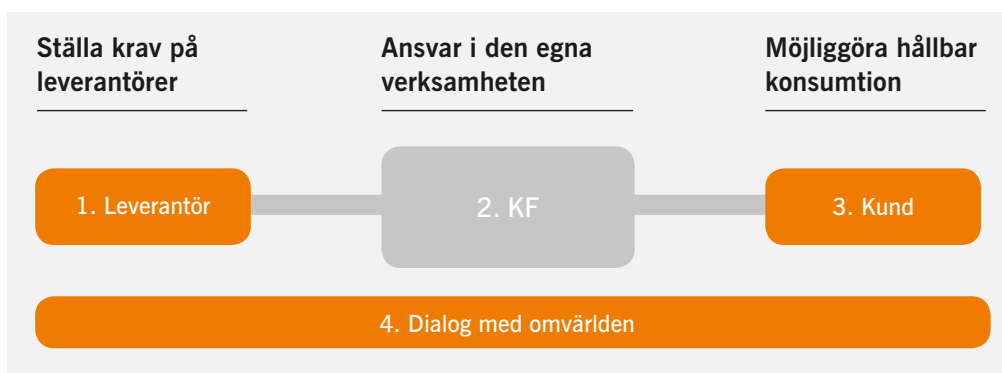 Ställa krav på
leverantörer
Ansvar i den egna
verksamheten
Möjliggöra hållbar
konsumtion
1. Leverantör
2. KF
3. Kund
4. Dialog med omvärlden